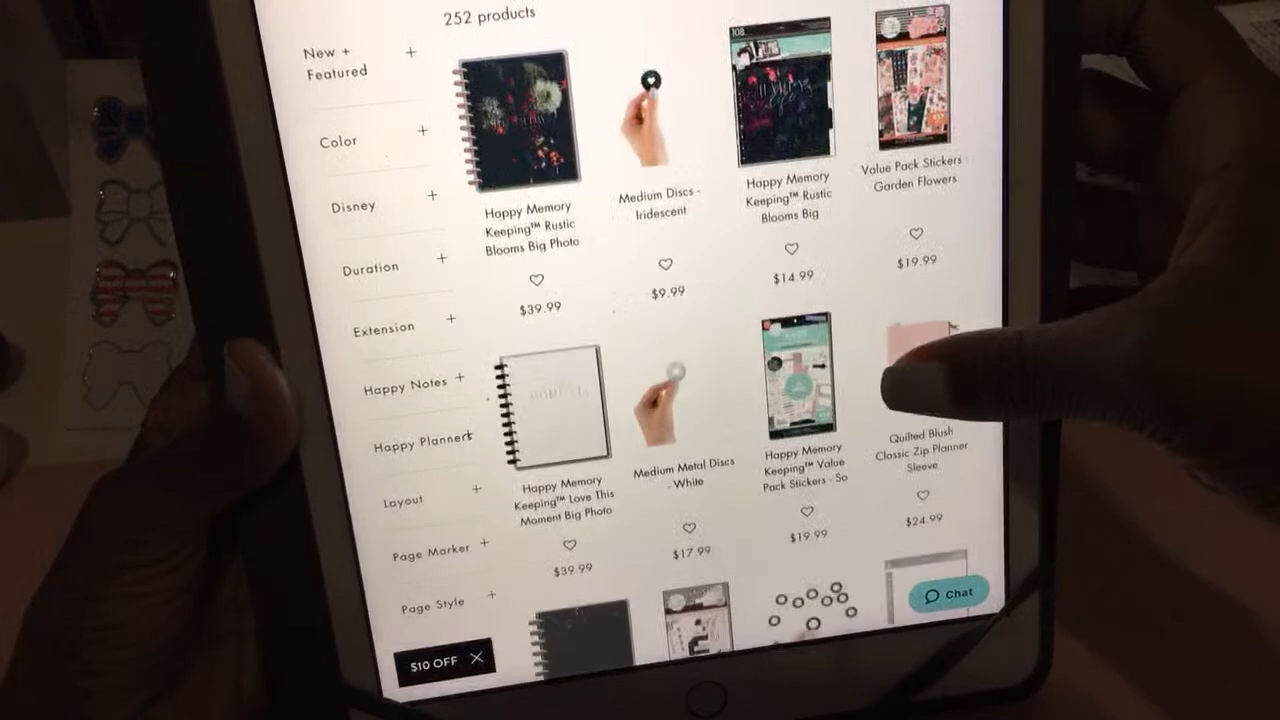 252 products
New +
Featured
+
Color
+
Disney
+
Duration
+
Extension
+
Happy Notes
+
Happy Planners
+
Layout
+
Page Marker
+
Page Style
+
Happy Memory
Keeping™ Rustic
Blooms Big Photo
$39.99
Medium Discs -
Iridescent
$9.99
108
Happy Memory
Keeping™ Rustic
Blooms Big
$14.99
Value Pack Stickers
Garden Flowers
$19.99
Happy Memory
Keeping™ Love This
Moment Big Photo
$39.99
Medium Metal Discs
- White
$17.99
Happy Memory
Keeping™ Value
Pack Stickers - So
$19.99
Quilted Blush
Classic Zip Planner
Sleeve
$24.99
$10 OFF X
Chat